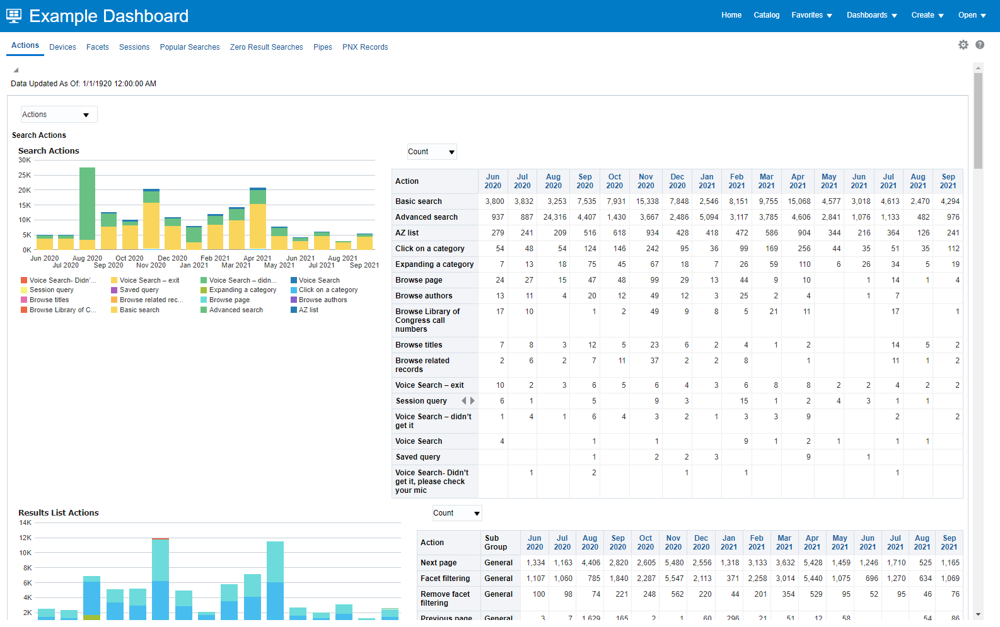 Example Dashboard
Home Catalog Favorites Dashboards Create Open
Actions Devices Facets Sessions Popular Searches Zero Result Searches Pipes PNX Records
Data Updated As Of: 1/1/1920 12:00:00 AM
Actions
Search Actions
Search Actions
30K
25K
20K
15K
10K
5K
0K
Jun 2020 Aug 2020 Oct 2020 Dec 2020 Feb 2021 Apr 2021 Jun 2021 Aug 2021
Jul 2020 Sep 2020 Nov 2020 Jan 2021 Mar 2021 May 2021 Jul 2021 Sep 2021
Voice Search- Didn'... Voice Search – exit Voice Search – didn... Voice Search
Session query Saved query Expanding a category Click on a category
Browse titles Browse related rec... Browse page Browse authors
Browse Library of C... Basic search Advanced search AZ list
Count
Action Jun 2020 Jul 2020 Aug 2020 Sep 2020 Oct 2020 Nov 2020 Dec 2020 Jan 2021 Feb 2021 Mar 2021 Apr 2021 May 2021 Jun 2021 Jul 2021 Aug 2021 Sep 2021
Basic search 3,800 3,832 3,253 7,535 7,931 15,338 7,848 2,546 8,151 9,755 15,068 4,577 3,018 4,613 2,470 4,294
Advanced search 937 887 24,316 4,407 1,430 3,667 2,486 5,094 3,117 3,785 4,606 2,841 1,076 1,133 482 976
AZ list 279 241 209 516 618 934 428 418 472 586 904 344 216 364 126 241
Click on a category 54 48 54 124 146 242 95 36 99 169 256 44 35 51 35 112
Expanding a category 7 13 18 75 45 67 18 7 26 59 110 6 26 34 5 19
Browse page 24 27 15 47 48 99 29 13 44 9 10 1 14 1 4
Browse authors 13 11 4 20 12 49 12 3 25 2 4 1 7
Browse Library of Congress call numbers 17 10 1 2 49 9 8 5 21 11 17 1
Browse titles 7 8 3 12 5 23 6 2 4 1 2 14 5 2
Browse related records 2 6 2 7 11 37 2 2 8 1 11 1 2
Voice Search – exit 10 2 3 6 5 6 4 3 6 8 8 2 2 4 2 2
Session query 6 1 5 9 3 15 1 2 4 3 1 1
Voice Search – didn't get it 1 4 1 6 4 3 2 1 3 3 9 2 2
Voice Search 4 1 1 9 1 2 1 1 1
Saved query 1 2 2 3 9 1
Voice Search- Didn't get it, please check your mic 1 2 1 1 1
Results List Actions
14K
12K
10K
8K
6K
4K
2K
Count
Action Sub Group Jun 2020 Jul 2020 Aug 2020 Sep 2020 Oct 2020 Nov 2020 Dec 2020 Jan 2021 Feb 2021 Mar 2021 Apr 2021 May 2021 Jun 2021 Jul 2021 Aug 2021 Sep 2021
Next page General 1,334 1,163 4,406 2,820 2,605 5,480 2,556 1,318 3,133 3,632 5,428 1,459 1,246 1,710 525 1,165
Facet filtering General 1,107 1,060 785 1,840 2,287 5,547 2,113 371 2,258 3,014 5,440 1,075 696 1,270 634 1,069
Remove facet filtering General 100 98 74 221 248 562 220 44 201 354 529 95 52 95 46 76
Previous page General 3 7 1,629 165 2 1 60 296 21 51 12 58 54 86